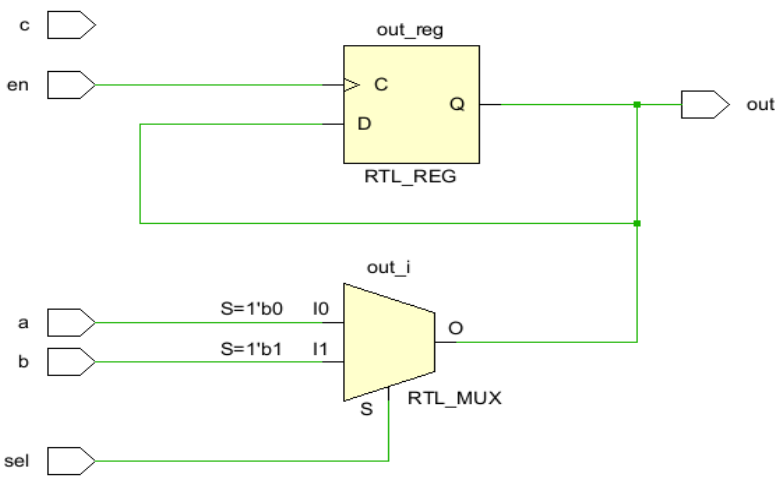 c
out_reg
en
C
Q
out
D
RTL_REG
out_i
a
S=1'b0
I0
b
S=1'b1
I1
O
S
RTL_MUX
sel